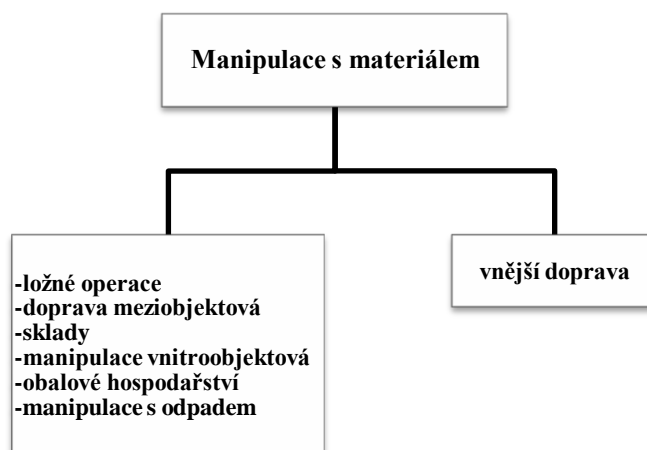 Manipulace s materiálem
-ložné operace
-doprava meziobjektová
-sklady
-manipulace vnitroobjektová
-obalové hospodařství
-manipulace s odpadem
vnější doprava